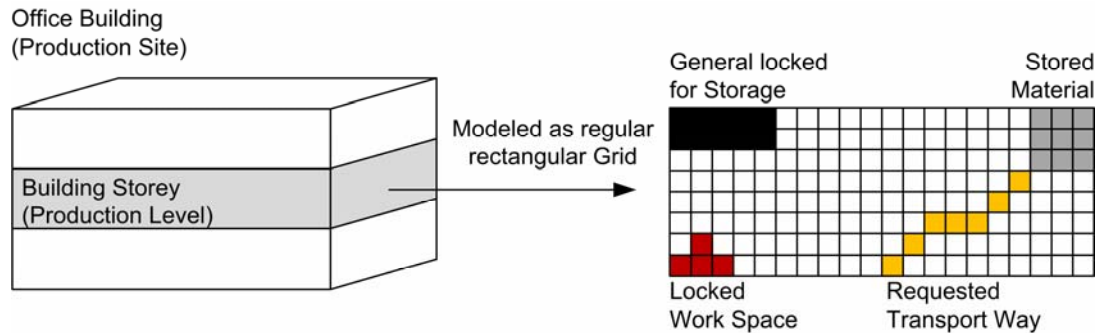 Office Building
(Production Site)
Building Storey
(Production Level)
Modeled as regular
rectangular Grid
General locked
for Storage
Stored
Material
Locked
Work Space
Requested
Transport Way